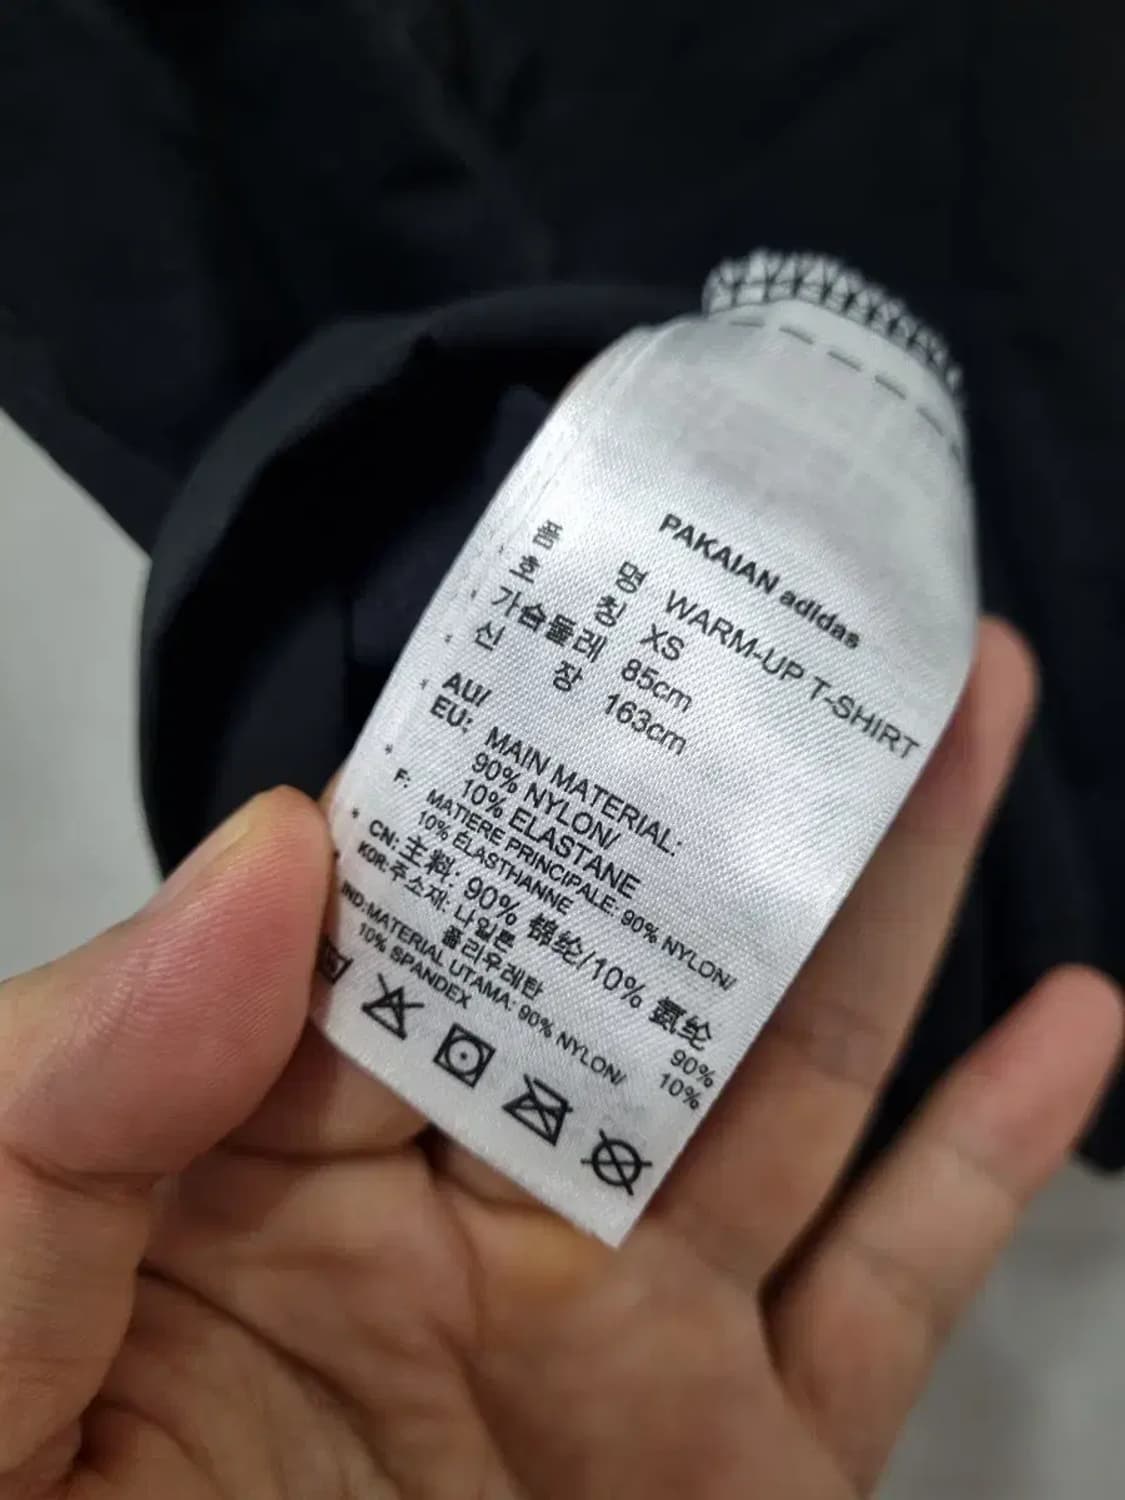 PAKAIAN adidas
품 명 WARM-UP T-SHIRT
호 칭 XS
가슴둘레 85cm
신 장 163cm
AU/
EU: MAIN MATERIAL:
90% NYLON/
10% ELASTANE
F: MATIERE PRINCIPALE: 90% NYLON/
10% ELASTHANNE
CN: 主料: 90% 锦纶/10% 氨纶
KOR: 주소재: 나일론 90%
폴리우레탄 10%
IND: MATERIAL UTAMA: 90% NYLON/
10% SPANDEX